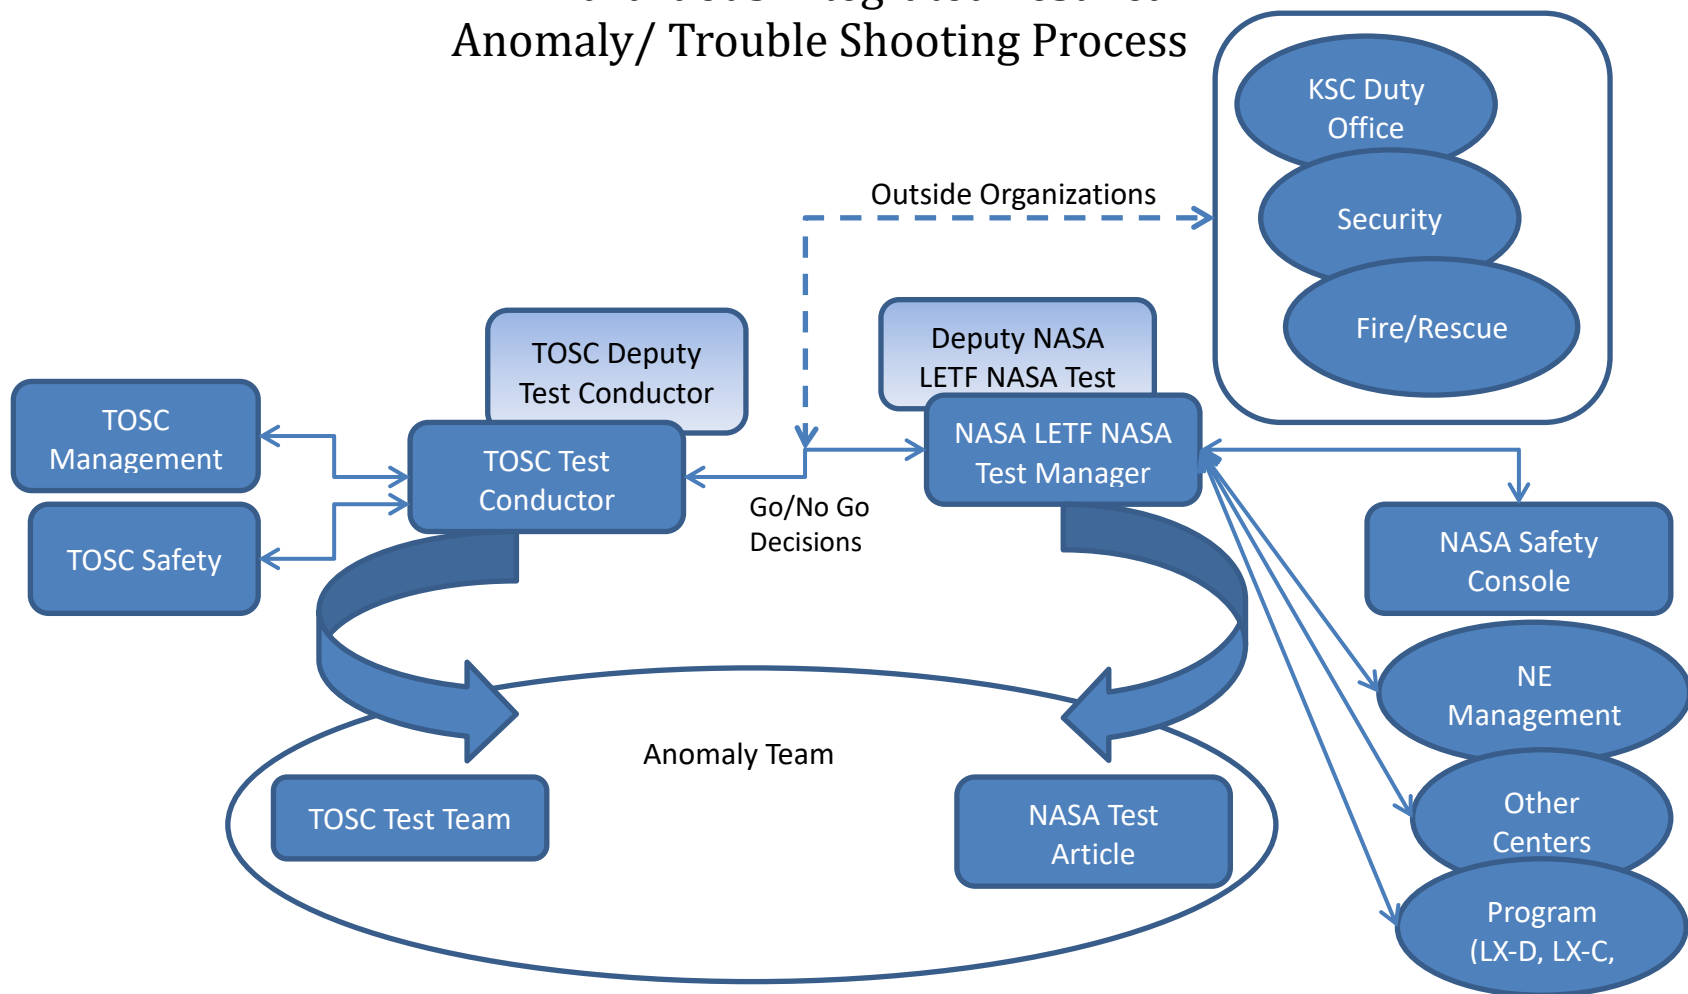 Anomaly/ Trouble Shooting Process
KSC Duty
Office
Security
Fire/Rescue
Outside Organizations
TOSC Deputy
Test Conductor
Deputy NASA
LETF NASA Test
TOSC
Management
TOSC Test
Conductor
NASA LETF NASA
Test Manager
TOSC Safety
Go/No Go
Decisions
NASA Safety
Console
NE
Management
Anomaly Team
TOSC Test Team
NASA Test
Article
Other
Centers
Program
(LX-D, LX-C,